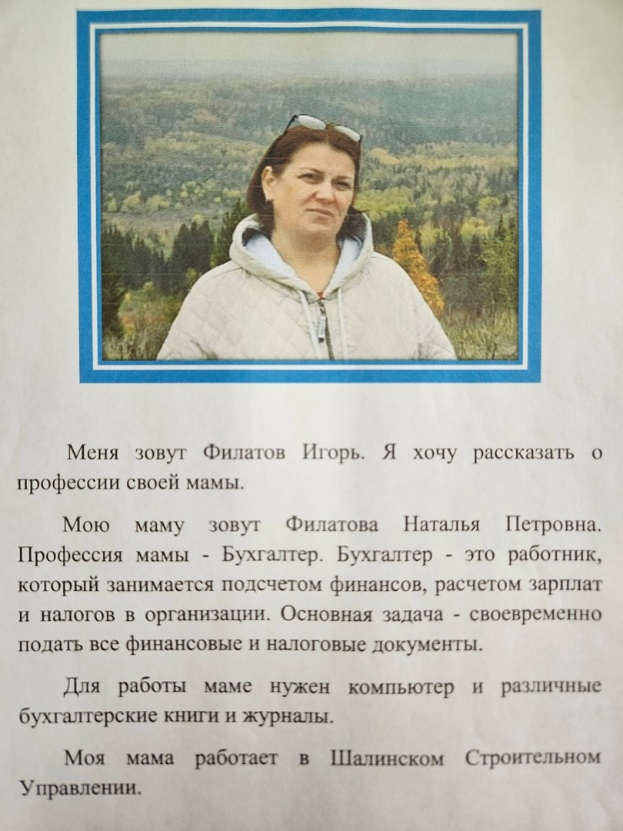 Меня зовут Филатов Игорь. Я хочу рассказать о
профессии своей мамы.
Мою маму зовут Филатова Наталья Петровна.
Профессия мамы - Бухгалтер. Бухгалтер - это работник,
который занимается подсчетом финансов, расчетом зарплат
и налогов в организации. Основная задача - своевременно
подать все финансовые и налоговые документы.
Для работы маме нужен компьютер и различные
бухгалтерские книги и журналы.
Моя мама работает в Шалинском Строительном
Управлении.